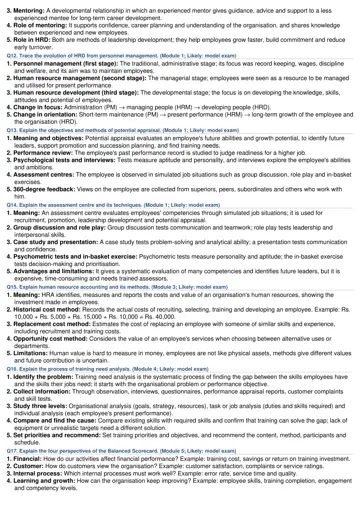 3. Mentoring: A developmental relationship in which an experienced mentor gives guidance, advice and support to a less
experienced mentee for long-term career development.
4. Role of mentoring: It supports confidence, career planning and understanding of the organisation, and shares knowledge
between experienced and new employees.
5. Role in HRD: Both are methods of leadership development; they help employees grow faster, build commitment and reduce
early turnover.
Q12. Trace the evolution of HRD from personnel management. (Module 1; Likely: model exam)
1. Personnel management (first stage): The traditional, administrative stage; its focus was record keeping, wages, discipline
and welfare, and its aim was to maintain employees.
2. Human resource management (second stage): The managerial stage; employees were seen as a resource to be managed
and utilised for present performance.
3. Human resource development (third stage): The developmental stage; the focus is on developing the knowledge, skills,
attitudes and potential of employees.
4. Change in focus: Administration (PM) → managing people (HRM) → developing people (HRD).
5. Change in orientation: Short-term maintenance (PM) → present performance (HRM) → long-term growth of the employee and
the organisation (HRD).
Q13. Explain the objectives and methods of potential appraisal. (Module 1; Likely: model exam)
1. Meaning and objectives: Potential appraisal evaluates an employee's future abilities and growth potential, to identify future
leaders, support promotion and succession planning, and find training needs.
2. Performance review: The employee's past performance record is studied to judge readiness for a higher job.
3. Psychological tests and interviews: Tests measure aptitude and personality, and interviews explore the employee's abilities
and ambitions.
4. Assessment centres: The employee is observed in simulated job situations such as group discussion, role play and in-basket
exercises.
5. 360-degree feedback: Views on the employee are collected from superiors, peers, subordinates and others who work with
him.
Q14. Explain the assessment centre and its techniques. (Module 1; Likely: model exam)
1. Meaning: An assessment centre evaluates employees' competencies through simulated job situations; it is used for
recruitment, promotion, leadership development and potential appraisal.
2. Group discussion and role play: Group discussion tests communication and teamwork; role play tests leadership and
interpersonal skills.
3. Case study and presentation: A case study tests problem-solving and analytical ability; a presentation tests communication
and confidence.
4. Psychometric tests and in-basket exercise: Psychometric tests measure personality and aptitude; the in-basket exercise
tests decision-making and prioritisation.
5. Advantages and limitations: It gives a systematic evaluation of many competencies and identifies future leaders, but it is
expensive, time-consuming and needs trained assessors.
Q15. Explain human resource accounting and its methods. (Module 3; Likely: model exam)
1. Meaning: HRA identifies, measures and reports the costs and value of an organisation's human resources, showing the
investment made in employees.
2. Historical cost method: Records the actual costs of recruiting, selecting, training and developing an employee. Example: Rs.
10,000 + Rs. 5,000 + Rs. 15,000 + Rs. 10,000 = Rs. 40,000.
3. Replacement cost method: Estimates the cost of replacing an employee with someone of similar skills and experience,
including recruitment and training costs.
4. Opportunity cost method: Considers the value of an employee's services when choosing between alternative uses or
departments.
5. Limitations: Human value is hard to measure in money, employees are not like physical assets, methods give different values
and future contribution is uncertain.
Q16. Explain the process of training need analysis. (Module 4; Likely: model exam)
1. Identify the problem: Training need analysis is the systematic process of finding the gap between the skills employees have
and the skills their jobs need; it starts with the organisational problem or performance objective.
2. Collect information: Through observation, interviews, questionnaires, performance appraisal reports, customer complaints
and skill tests.
3. Study three levels: Organisational analysis (goals, strategy, resources), task or job analysis (duties and skills required) and
individual analysis (each employee's present performance).
4. Compare and find the cause: Compare existing skills with required skills and confirm that training can solve the gap; lack of
equipment or unrealistic targets need a different solution.
5. Set priorities and recommend: Set training priorities and objectives, and recommend the content, method, participants and
schedule.
Q17. Explain the four perspectives of the Balanced Scorecard. (Module 5; Likely: model exam)
1. Financial: How do our activities affect financial performance? Example: training cost, savings or return on training investment.
2. Customer: How do customers view the organisation? Example: customer satisfaction, complaints or service ratings.
3. Internal process: Which internal processes must work well? Example: error rate, service time and quality.
4. Learning and growth: How can the organisation keep improving? Example: employee skills, training completion, engagement
and competency levels.